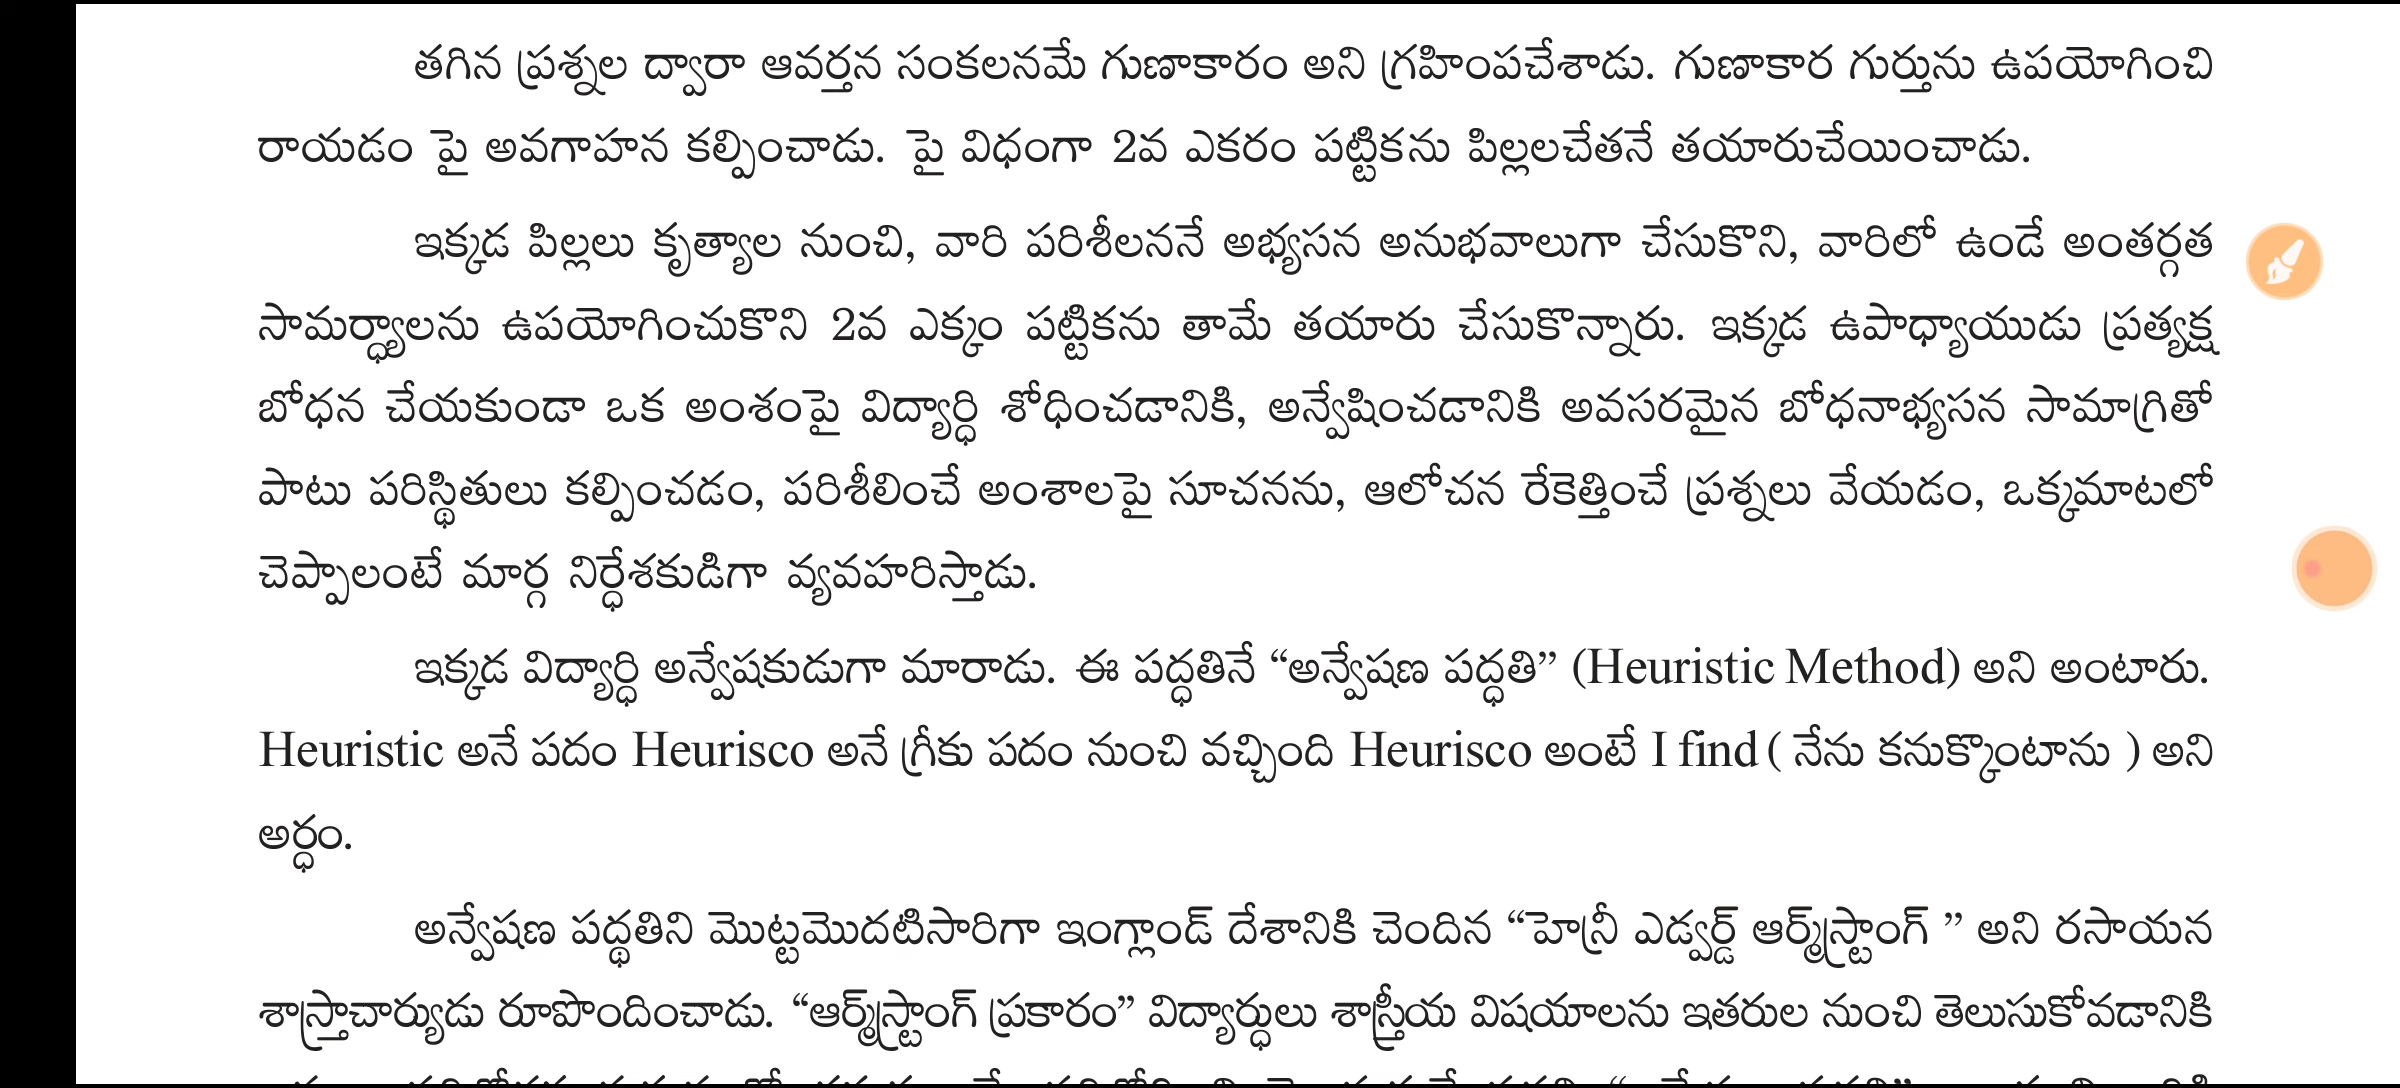 తగిన ప్రశ్నల ద్వారా ఆవర్తన సంకలనమే గుణాకారం అని గ్రహింపచేశాడు. గుణాకార గుర్తును ఉపయోగించి
రాయడం పై అవగాహన కల్పించాడు. పై విధంగా 2వ ఎకరం పట్టికను పిల్లలచేతనే తయారుచేయించాడు.
ఇక్కడ పిల్లలు కృత్యాల నుంచి, వారి పరిశీలననే అభ్యసన అనుభవాలుగా చేసుకొని, వారిలో ఉండే అంతర్గత
సామర్ధ్యాలను ఉపయోగించుకొని 2వ ఎక్కం పట్టికను తామే తయారు చేసుకొన్నారు. ఇక్కడ ఉపాధ్యాయుడు ప్రత్యక్ష
బోధన చేయకుండా ఒక అంశంపై విద్యార్ధి శోధించడానికి, అన్వేషించడానికి అవసరమైన బోధనాభ్యసన సామాగ్రితో
పాటు పరిస్థితులు కల్పించడం, పరిశీలించే అంశాలపై సూచనను, ఆలోచన రేకెత్తించే ప్రశ్నలు వేయడం, ఒక్కమాటలో
చెప్పాలంటే మార్గ నిర్ధేశకుడిగా వ్యవహరిస్తాడు.
ఇక్కడ విద్యార్ధి అన్వేషకుడుగా మారాడు. ఈ పద్ధతినే “అన్వేషణ పద్ధతి” (Heuristic Method) అని అంటారు.
Heuristic అనే పదం Heurisco అనే గ్రీకు పదం నుంచి వచ్చింది Heurisco అంటే I find ( నేను కనుక్కొంటాను ) అని
అర్ధం.
అన్వేషణ పద్ధతిని మొట్టమొదటిసారిగా ఇంగ్లాండ్ దేశానికి చెందిన “హెన్రీ ఎడ్వర్డ్ ఆర్మ్‌స్ట్రాంగ్ ” అని రసాయన
శాస్త్రాచార్యుడు రూపొందించాడు. “ఆర్మ్‌స్ట్రాంగ్ ప్రకారం” విద్యార్ధులు శాస్త్రీయ విషయాలను ఇతరుల నుంచి తెలుసుకోవడానికి